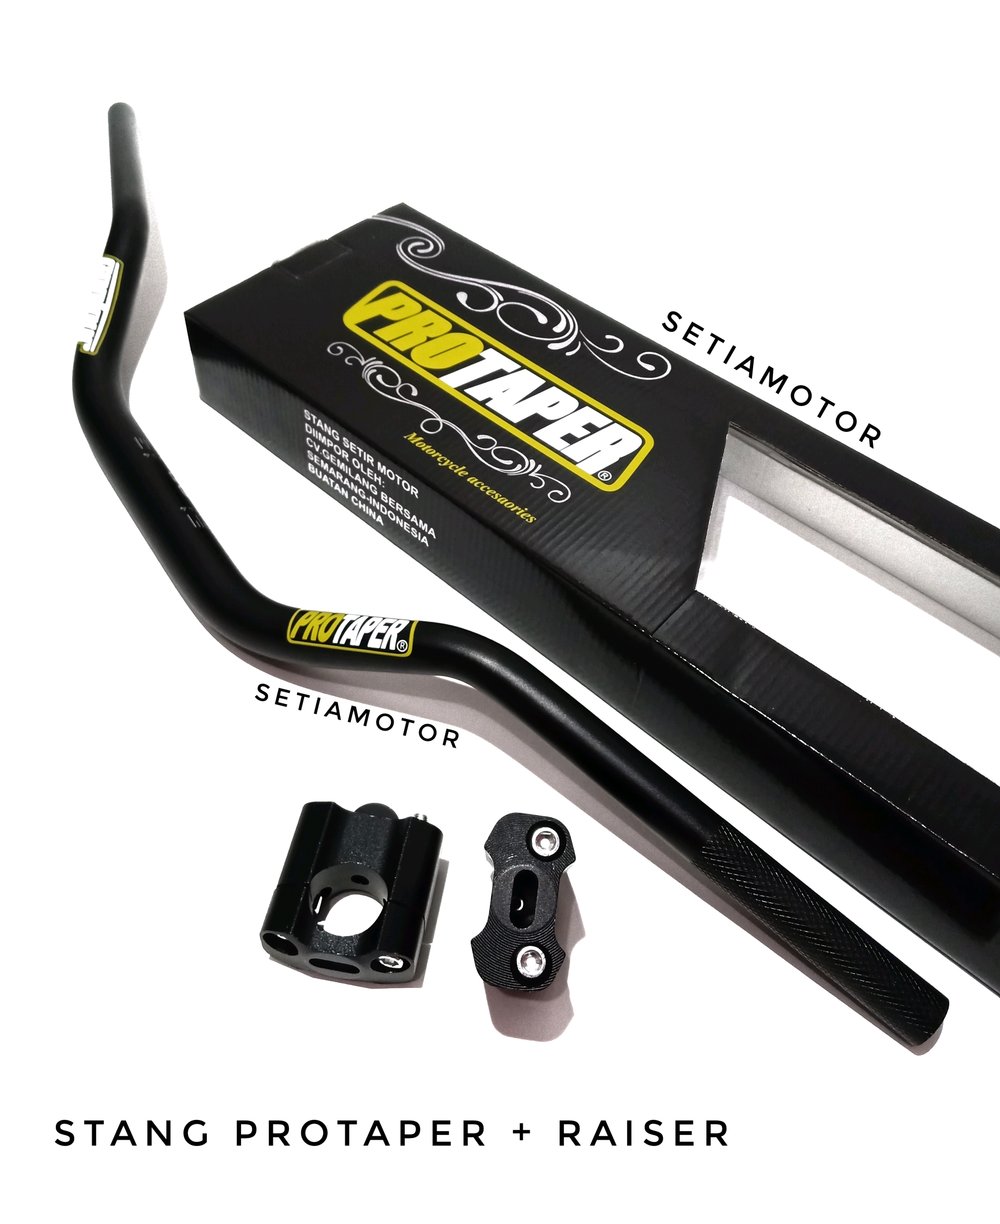 PROTAPER®
Motorcycle accesaories
STANG SETIR MOTOR
DIIMPOR OLEH:
CV.GEMILANG BERSAMA
SEMARANG-INDONESIA
BUATAN CHINA
SETIAMOTOR
PROTAPER
PROTAPER®
SETIAMOTOR
STANG PROTAPER + RAISER